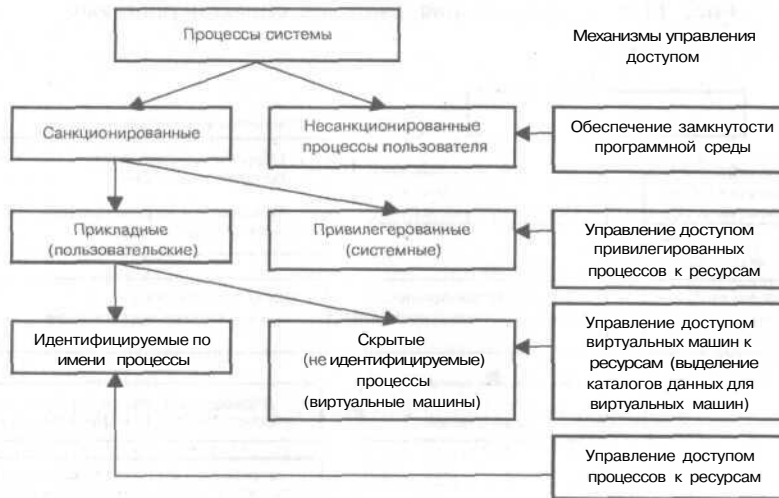 Процессы системы
Механизмы управления
доступом
Санкционированные
Несанкционированные
процессы пользователя
Обеспечение замкнутости
программной среды
Прикладные
(пользовательские)
Привилегерованные
(системные)
Управление доступом
привилегированных
процессов к ресурсам
Идентифицируемые по
имени процессы
Скрытые
(не идентифицируемые)
процессы
(виртуальные машины)
Управление доступом
виртуальных машин к
ресурсам (выделение
каталогов данных для
виртуальных машин)
Управление доступом
процессов к ресурсам